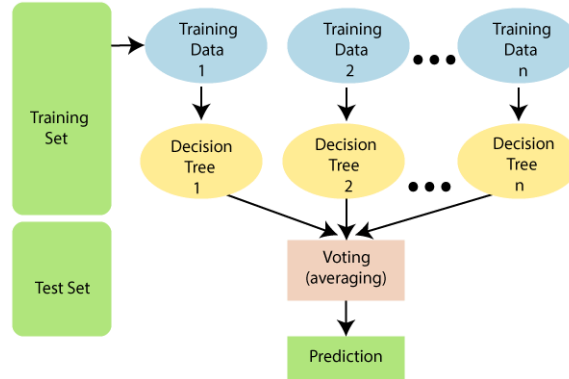 Training
Set
Training
Data
1
Training
Data
2
Training
Data
n
Decision
Tree
1
Decision
Tree
2
Decision
Tree
n
Test Set
Voting
(averaging)
Prediction